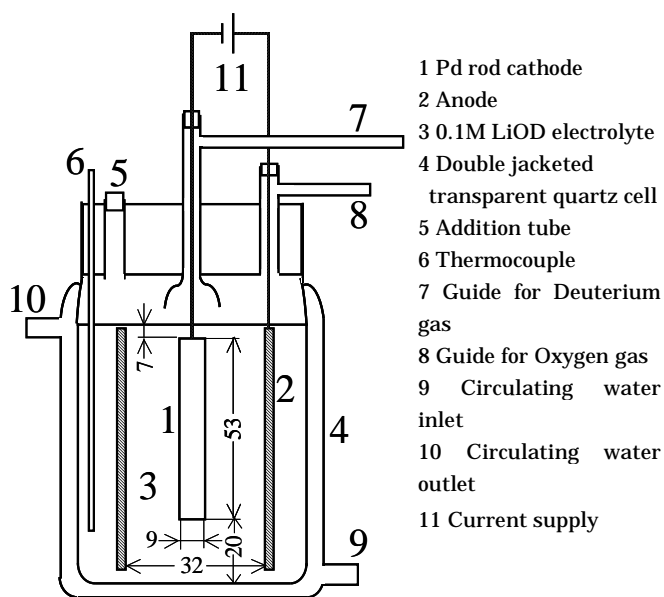 11
7
6
5
8
10
7
1
53
2
4
3
9
20
32
9
1 Pd rod cathode
2 Anode
3 0.1M LiOD electrolyte
4 Double jacketed
transparent quartz cell
5 Addition tube
6 Thermocouple
7 Guide for Deuterium
gas
8 Guide for Oxygen gas
9 Circulating water
inlet
10 Circulating water
outlet
11 Current supply